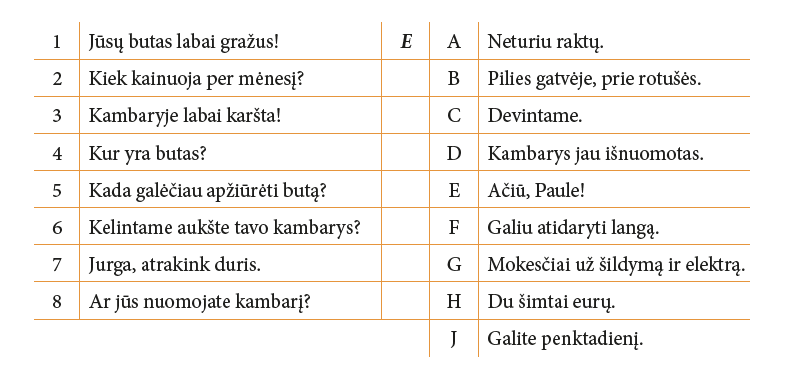 1 Jūsų butas labai gražus! E A Neturiu raktų.
2 Kiek kainuoja per mėnesį? B Pilies gatvėje, prie rotušės.
3 Kambaryje labai karšta! C Devintame.
4 Kur yra butas? D Kambarys jau išnuomotas.
5 Kada galėčiau apžiūrėti butą? E Ačiū, Paule!
6 Kelintame aukšte tavo kambarys? F Galiu atidaryti langą.
7 Jurga, atrakink duris. G Mokesčiai už šildymą ir elektrą.
8 Ar jūs nuomojate kambarį? H Du šimtai eurų.
J Galite penktadienį.